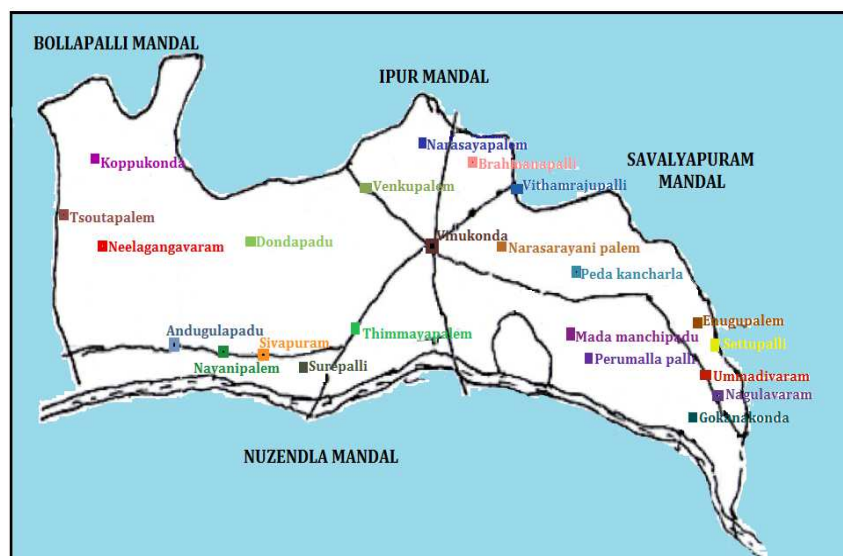 BOLLAPALLI MANDAL
IPUR MANDAL
Narasayapalem
Koppukonda
Brahmanapalli
SAVALYAPURAM
MANDAL
Venkupalem
Vithamrajupalli
Tsoutapalem
Vinukonda
Neelagangavaram
Dondapadu
Narasarayani palem
Peda kancharla
Andugulapadu
Thimmayapalem
Enugupalem
Sivapuram
Mada manchipadu
Settupalli
Nayanipalem
Surepalli
Perumalla palli
Ummadivaram
Nagulavaram
Gokanakonda
NUZENDLA MANDAL